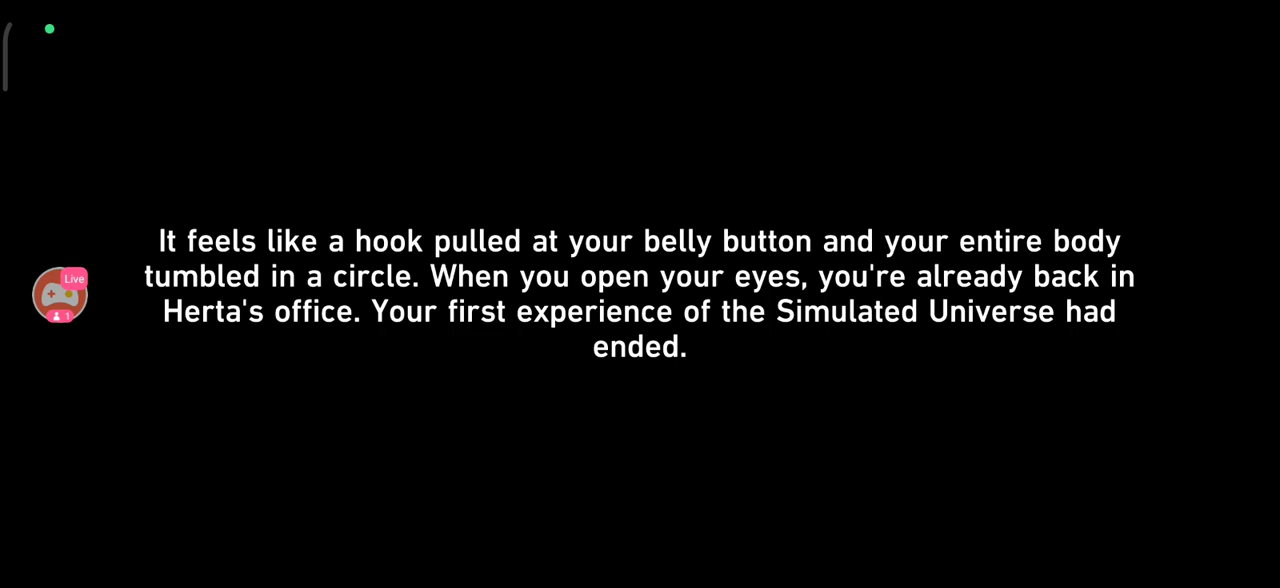 Live
1
It feels like a hook pulled at your belly button and your entire body
tumbled in a circle. When you open your eyes, you're already back in
Herta's office. Your first experience of the Simulated Universe had
ended.